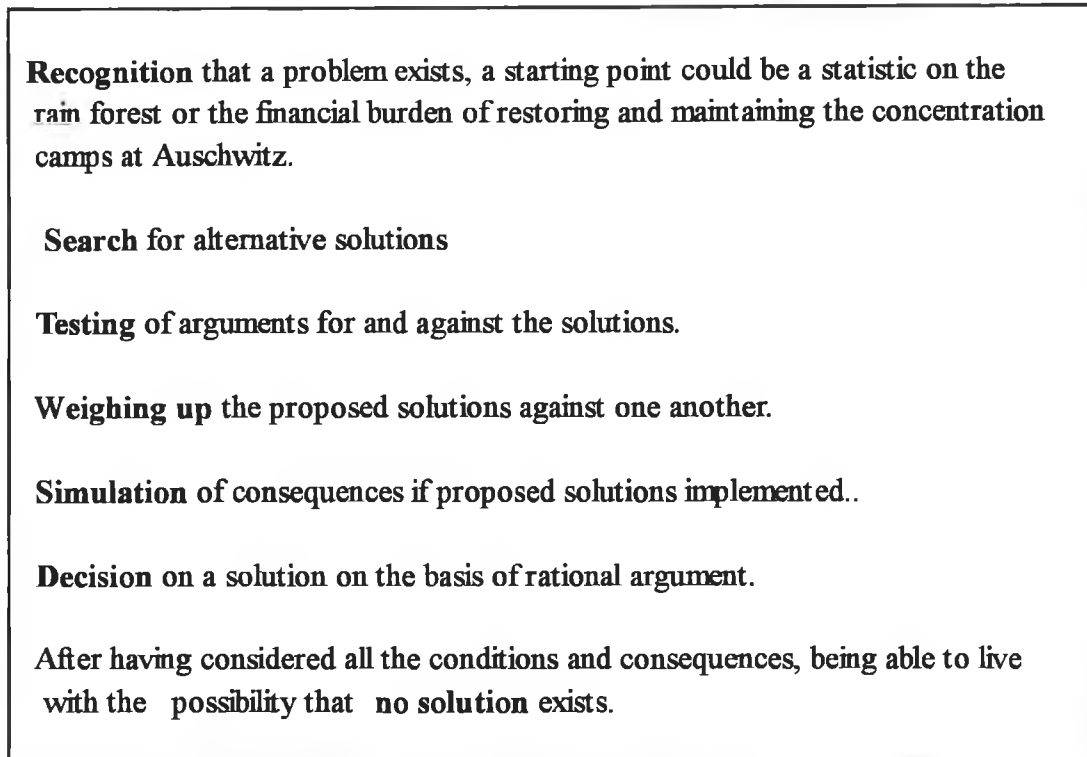 Recognition that a problem exists, a starting point could be a statistic on the
rain forest or the financial burden of restoring and maintaining the concentration
camps at Auschwitz.
Search for alternative solutions
Testing of arguments for and against the solutions.
Weighing up the proposed solutions against one another.
Simulation of consequences if proposed solutions implemented..
Decision on a solution on the basis of rational argument.
After having considered all the conditions and consequences, being able to live
with the possibility that no solution exists.